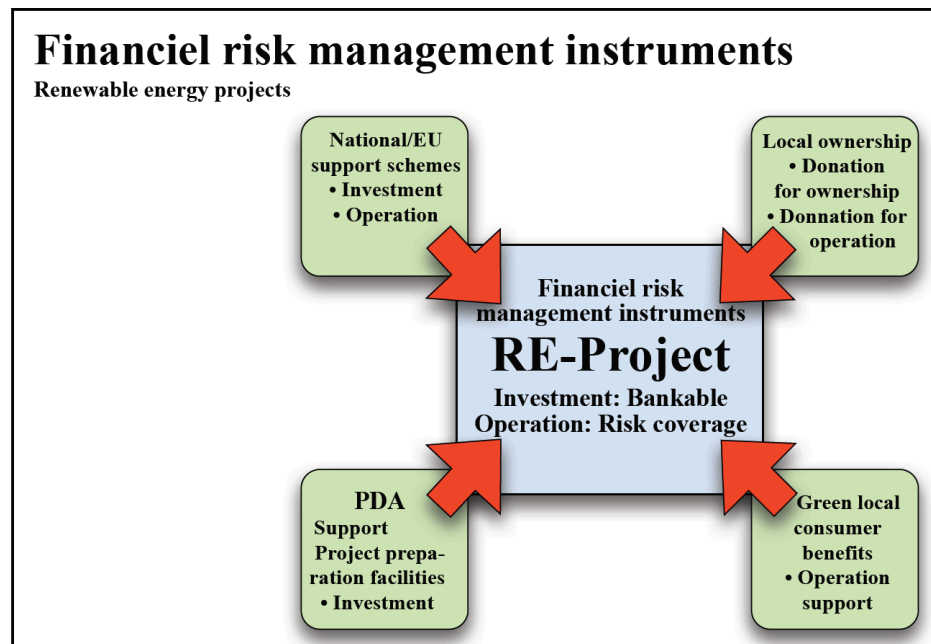 Financiel risk management instruments
Renewable energy projects
National/EU
support schemes
• Investment
• Operation
Local ownership
• Donation
for ownership
• Donnation for
operation
Financiel risk
management instruments
RE-Project
Investment: Bankable
Operation: Risk coverage
PDA
Support
Project prepa-
ration facilities
• Investment
Green local
consumer
benefits
• Operation
support